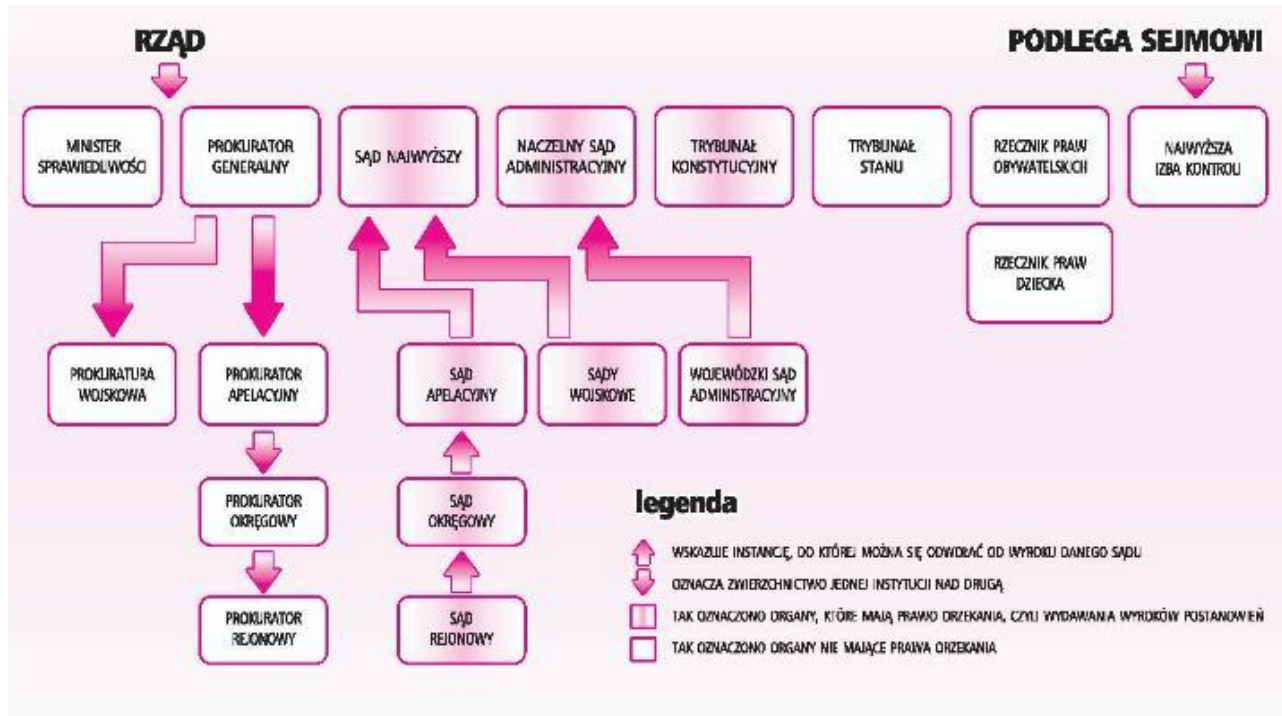 RZĄD
PODLEGA SEJMOWI
MINISTER
SPRAWIEDLIWOŚCI
PROKURATOR
GENERALNY
SĄD NAJWYŻSZY
NACZELNY SĄD
ADMINISTRACYJNY
TRYBUNAŁ
KONSTYTUCYJNY
TRYBUNAŁ
STANU
RZECZNIK PRAW
OBYWATELSKICH
NAJWYŻSZA
IZBA KONTROLI
RZECZNIK PRAW
DZIECKA
PROKURATURA
WOJSKOWA
PROKURATOR
APELACYJNY
SĄD
APELACYJNY
SĄDY
WOJSKOWE
WOJEWÓDZKI SĄD
ADMINISTRACYJNY
PROKURATOR
OKRĘGOWY
SĄD
OKRĘGOWY
PROKURATOR
REJONOWY
SĄD
REJONOWY
legenda
WSKAZUJE INSTANCJĘ, DO KTÓREJ MOŻNA SIĘ ODWOŁAĆ OD WYROKU DANEGO SĄDU
OZNACZA ZWIERZCHNICTWO JEDNEJ INSTYTUCJI NAD DRUGĄ
TAK OZNACZONO ORGANY, KTÓRE MAJĄ PRAWO ORZEKANIA, CZYLI WYDAWANIA WYROKÓW POSTANOWIEŃ
TAK OZNACZONO ORGANY NIE MAJĄCE PRAWA ORZEKANIA